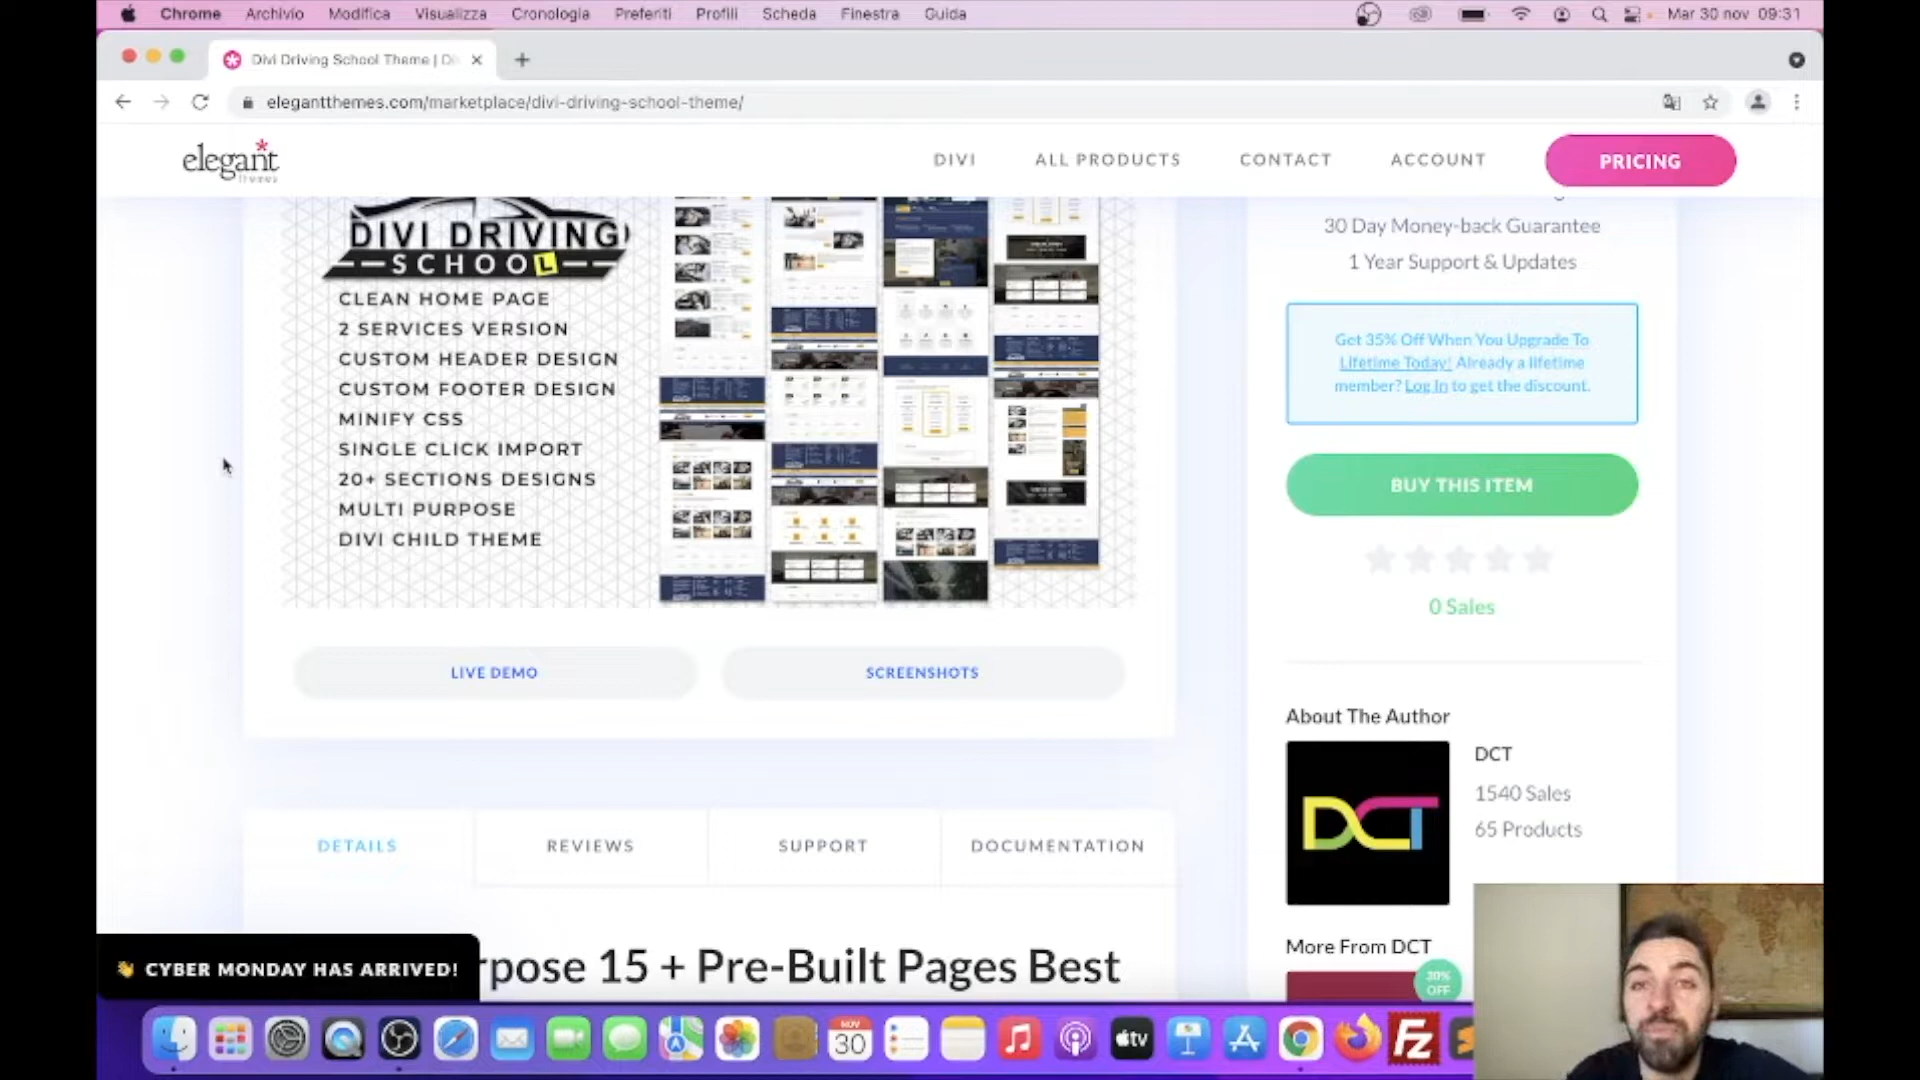 Chrome Archivio Modifica Visualizza Cronologia Preferiti Profili Scheda Finestra Guida Mar 30 nov 09:31
Divi Driving School Theme | Di
elegantthemes.com/marketplace/divi-driving-school-theme/
elegant themes DIVI ALL PRODUCTS CONTACT ACCOUNT PRICING
DIVI DRIVING
SCHOOL
CLEAN HOME PAGE
2 SERVICES VERSION
CUSTOM HEADER DESIGN
CUSTOM FOOTER DESIGN
MINIFY CSS
SINGLE CLICK IMPORT
20+ SECTIONS DESIGNS
MULTI PURPOSE
DIVI CHILD THEME
LIVE DEMO SCREENSHOTS
30 Day Money-back Guarantee
1 Year Support & Updates
Get 35% Off When You Upgrade To
Lifetime Today! Already a lifetime
member? Log In to get the discount.
BUY THIS ITEM
0 Sales
About The Author
DCT
DCT
1540 Sales
65 Products
More From DCT
30%
OFF
DETAILS REVIEWS SUPPORT DOCUMENTATION
rpose 15 + Pre-Built Pages Best
👋 CYBER MONDAY HAS ARRIVED!
NOV
30
tv
FZ